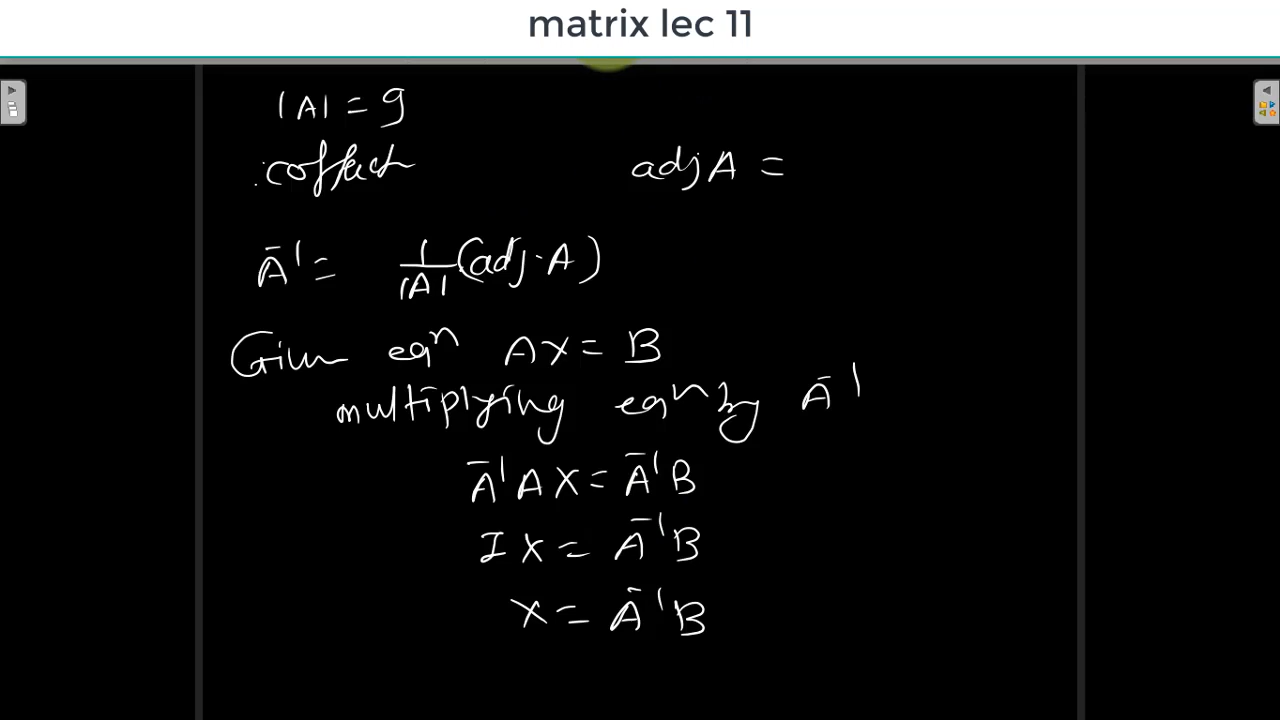 matrix lec 11
|A| = 9
coffact adj A =
A⁻¹ = 1/|A| (adj·A)
Given eqⁿ AX = B
multiplying eqⁿ by A⁻¹
A⁻¹AX = A⁻¹B
IX = A⁻¹B
X = A⁻¹B